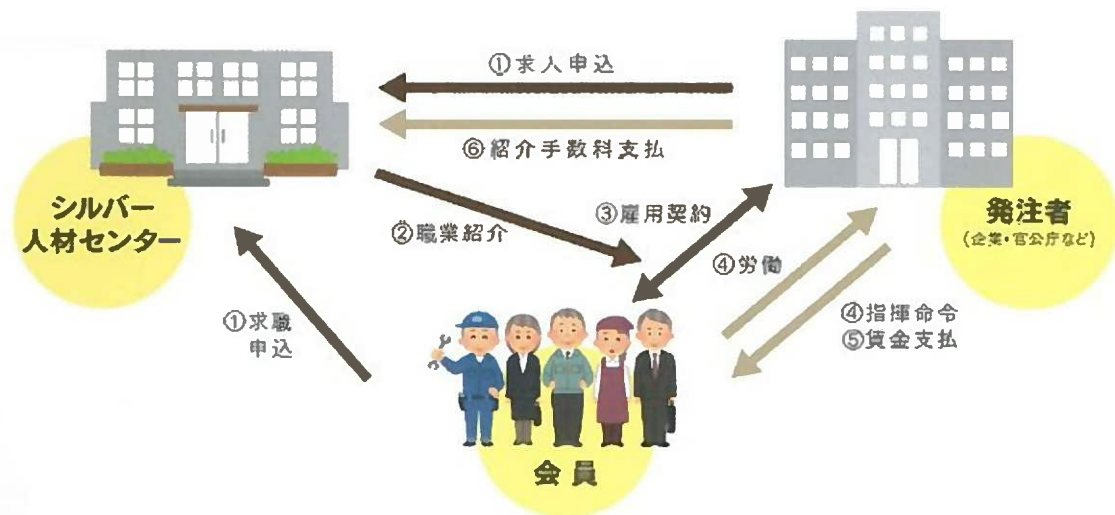 ①求人申込
⑥紹介手数料支払
シルバー
人材センター
②職業紹介
③雇用契約
発注者
(企業・官公庁など)
④労働
①求職
申込
④指揮命令
⑤賃金支払
会員